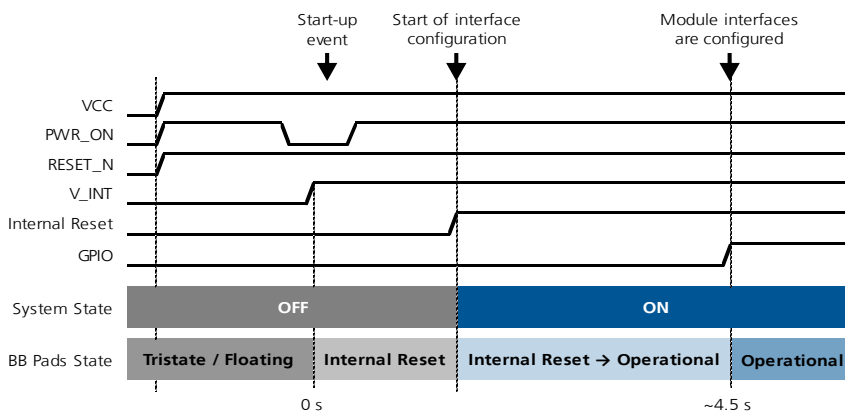 Start-up
event
Start of interface
configuration
Module interfaces
are configured
VCC
PWR_ON
RESET_N
V_INT
Internal Reset
GPIO
System State
OFF
ON
BB Pads State
Tristate / Floating
Internal Reset
Internal Reset → Operational
Operational
0 s
~4.5 s